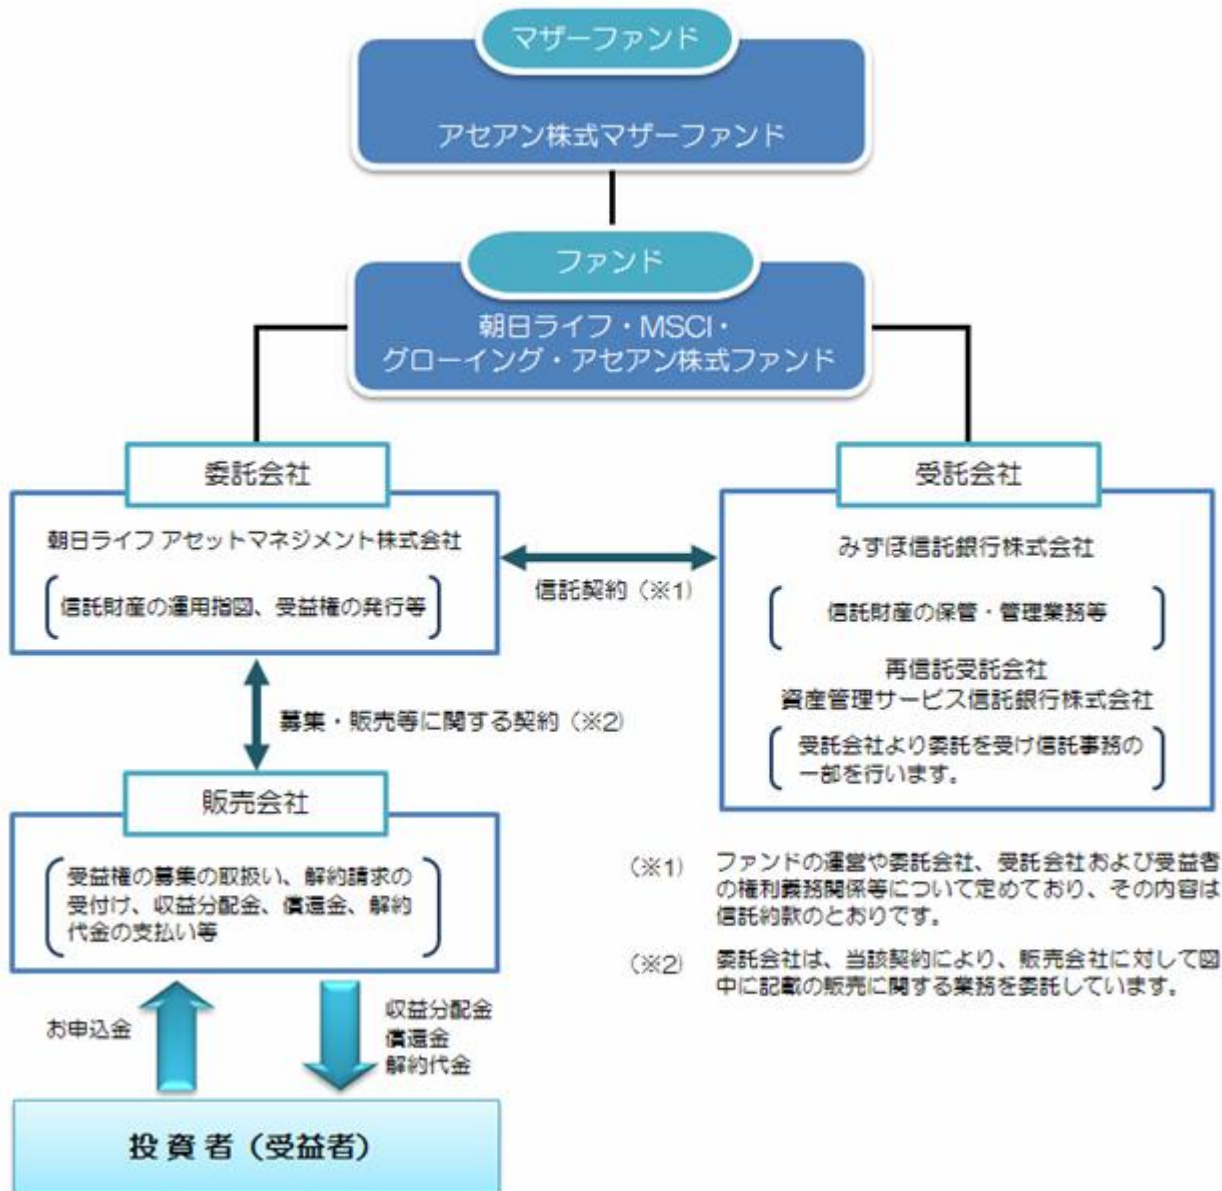 マザーファンド
アセアン株式マザーファンド
ファンド
朝日ライフ・MSCI・
グローイング・アセアン株式ファンド
委託会社
朝日ライフ アセットマネジメント株式会社
信託財産の運用指図、受益権の発行等
信託契約（※1）
受託会社
みずほ信託銀行株式会社
信託財産の保管・管理業務等
再信託受託会社
資産管理サービス信託銀行株式会社
受託会社より委託を受け信託事務の
一部を行います。
募集・販売等に関する契約（※2）
販売会社
受益権の募集の取扱い、解約請求の
受付け、収益分配金、償還金、解約
代金の支払い等
（※1） ファンドの運営や委託会社、受託会社および受益者
の権利義務関係等について定めており、その内容は
信託約款のとおりです。
（※2） 委託会社は、当該契約により、販売会社に対して図
中に記載の販売に関する業務を委託しています。
お申込金
収益分配金
償還金
解約代金
投資者（受益者）